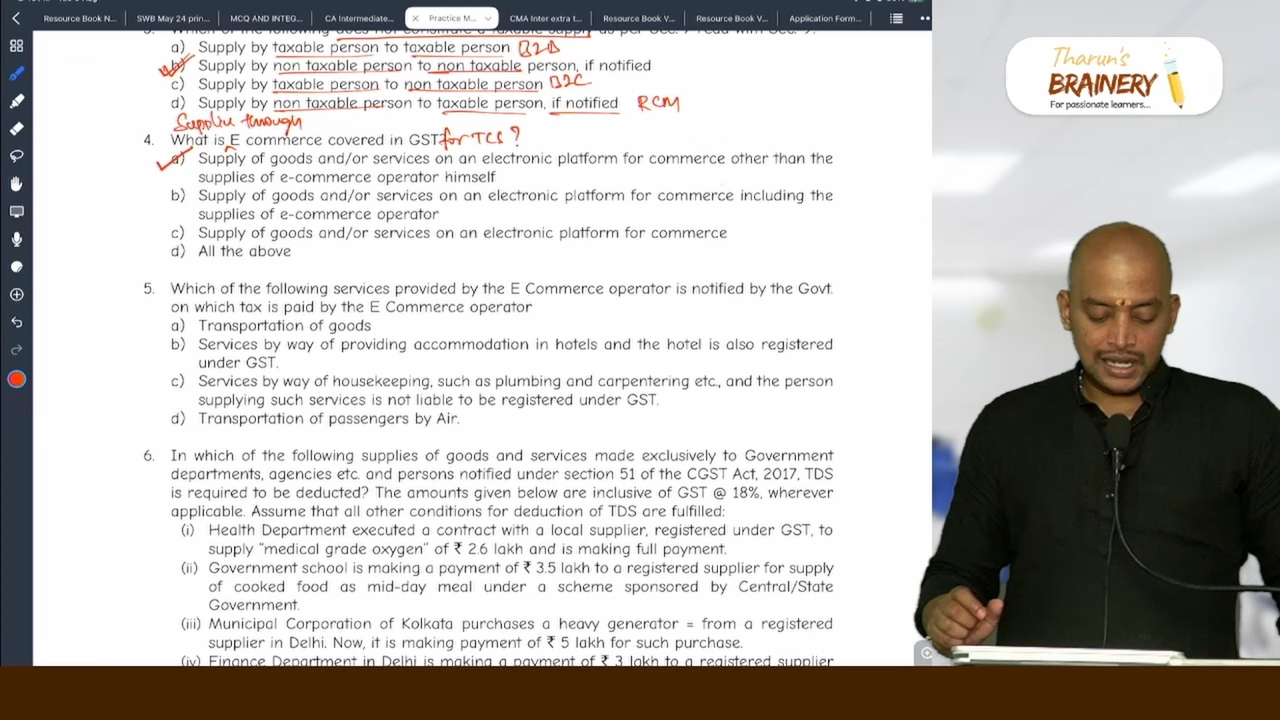 Resource Book N... SWB May 24 prin... MCQ AND INTEG... CA Intermediate... Practice M... CMA Inter extra t... Resource Book V... Resource Book V... Application Form...
a) Supply by taxable person to taxable person B2B
b) Supply by non taxable person to non taxable person, if notified
c) Supply by taxable person to non taxable person B2C
d) Supply by non taxable person to taxable person, if notified RCM
Supplie through
4. What is E commerce covered in GST for TCS?
a) Supply of goods and/or services on an electronic platform for commerce other than the
supplies of e-commerce operator himself
b) Supply of goods and/or services on an electronic platform for commerce including the
supplies of e-commerce operator
c) Supply of goods and/or services on an electronic platform for commerce
d) All the above
5. Which of the following services provided by the E Commerce operator is notified by the Govt.
on which tax is paid by the E Commerce operator
a) Transportation of goods
b) Services by way of providing accommodation in hotels and the hotel is also registered
under GST.
c) Services by way of housekeeping, such as plumbing and carpentering etc., and the person
supplying such services is not liable to be registered under GST.
d) Transportation of passengers by Air.
6. In which of the following supplies of goods and services made exclusively to Government
departments, agencies etc. and persons notified under section 51 of the CGST Act, 2017, TDS
is required to be deducted? The amounts given below are inclusive of GST @ 18%, wherever
applicable. Assume that all other conditions for deduction of TDS are fulfilled:
(i) Health Department executed a contract with a local supplier, registered under GST, to
supply "medical grade oxygen" of ₹ 2.6 lakh and is making full payment.
(ii) Government school is making a payment of ₹ 3.5 lakh to a registered supplier for supply
of cooked food as mid-day meal under a scheme sponsored by Central/State
Government.
(iii) Municipal Corporation of Kolkata purchases a heavy generator = from a registered
supplier in Delhi. Now, it is making payment of ₹ 5 lakh for such purchase.
(iv) Finance Department in Delhi is making a payment of ₹ 3 lakh to a registered supplier
Tharun's
BRAINERY
For passionate learners...